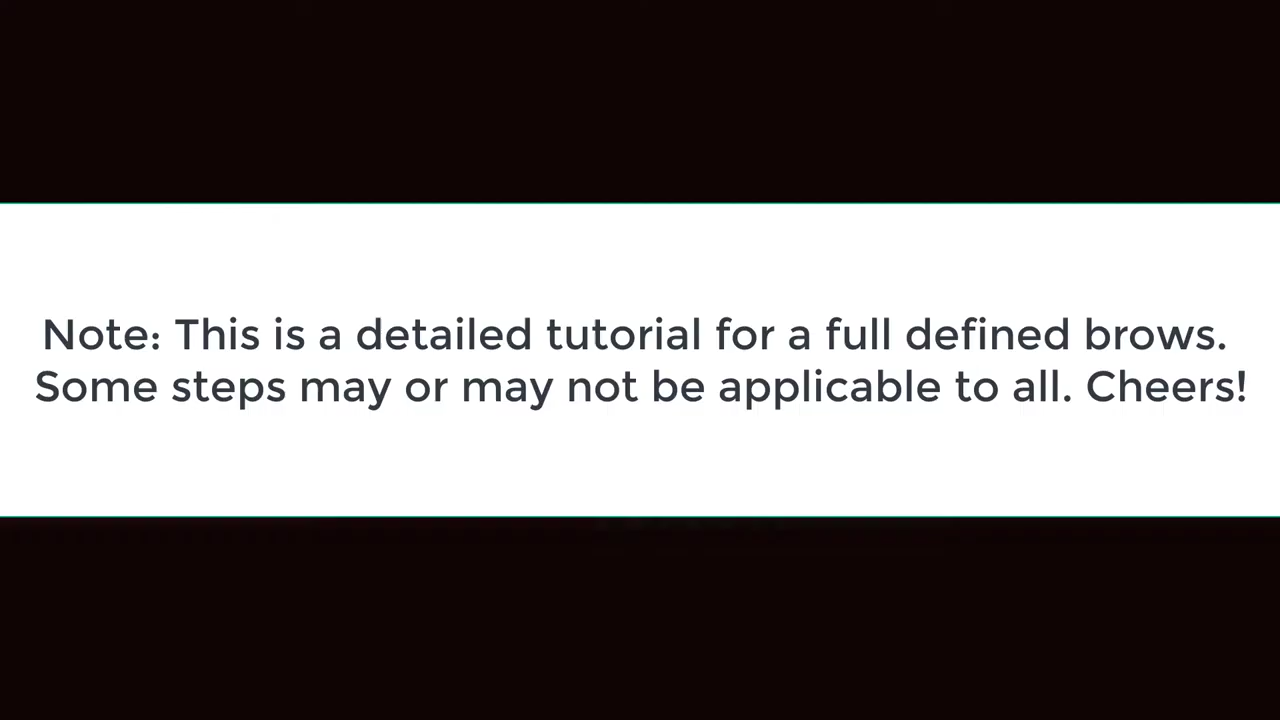 Note: This is a detailed tutorial for a full defined brows.
Some steps may or may not be applicable to all. Cheers!